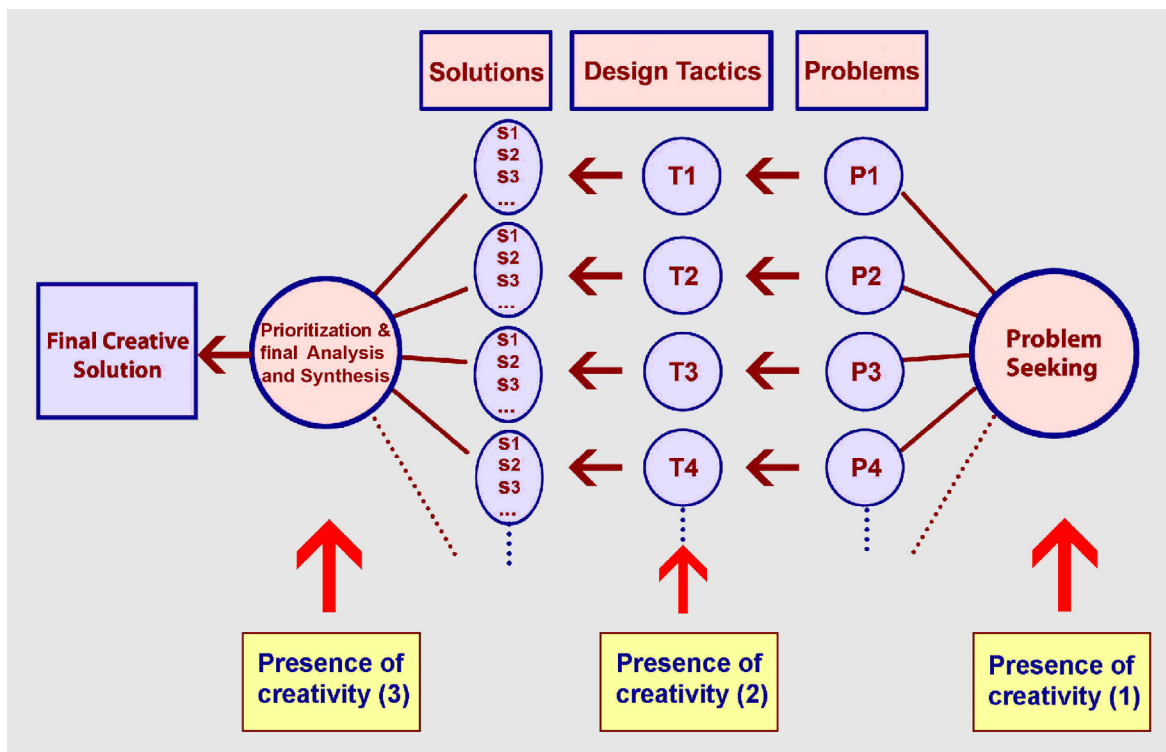 Solutions
Design Tactics
Problems
s1
s2
s3
...
T1
P1
s1
s2
s3
...
T2
P2
s1
s2
s3
...
T3
P3
s1
s2
s3
...
T4
P4
Final Creative
Solution
Prioritization &
final Analysis
and Synthesis
Problem
Seeking
Presence of
creativity (3)
Presence of
creativity (2)
Presence of
creativity (1)